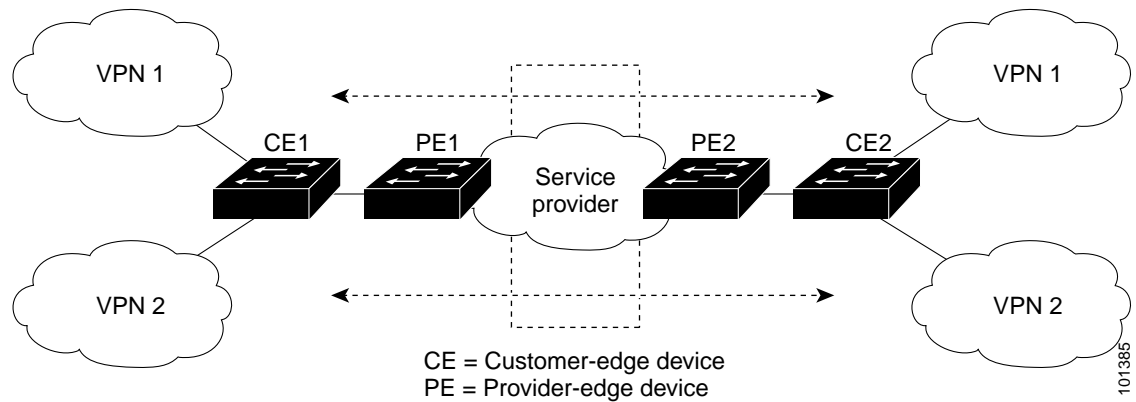 VPN 1
VPN 1
CE1
PE1
PE2
CE2
Service
provider
VPN 2
VPN 2
CE = Customer-edge device
PE = Provider-edge device
101385